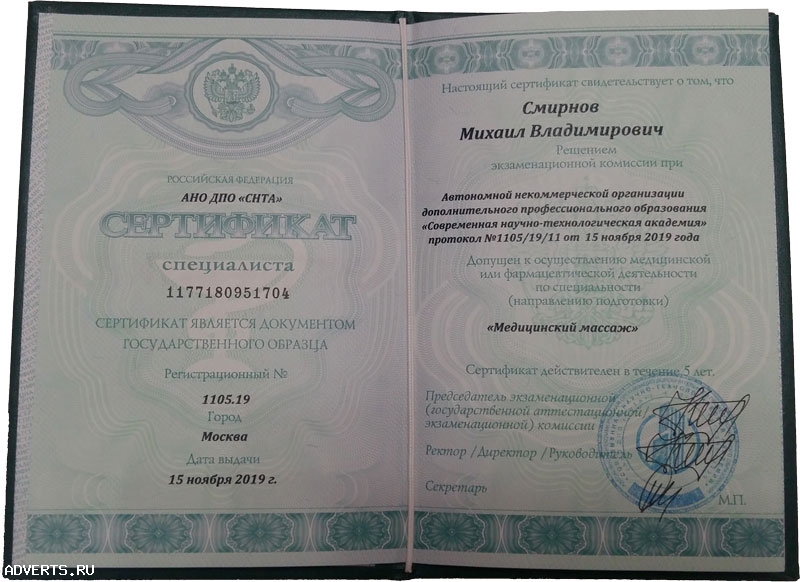 РОССИЙСКАЯ ФЕДЕРАЦИЯ
АНО ДПО «СНТА»
СЕРТИФИКАТ
специалиста
1177180951704
СЕРТИФИКАТ ЯВЛЯЕТСЯ ДОКУМЕНТОМ
ГОСУДАРСТВЕННОГО ОБРАЗЦА
Регистрационный №
1105.19
Город
Москва
Дата выдачи
15 ноября 2019 г.
Настоящий сертификат свидетельствует о том, что
Смирнов
Михаил Владимирович
Решением
экзаменационной комиссии при
Автономной некоммерческой организации
дополнительного профессионального образования
«Современная научно-технологическая академия»
протокол №1105/19/11 от 15 ноября 2019 года
Допущен к осуществлению медицинской
или фармацевтической деятельности
по специальности
(направлению подготовки)
«Медицинский массаж»
Сертификат действителен в течение 5 лет.
Председатель экзаменационной
(государственной аттестационной
экзаменационной) комиссии
Ректор /Директор /Руководитель
Секретарь
М.П.
ADVERTS.RU